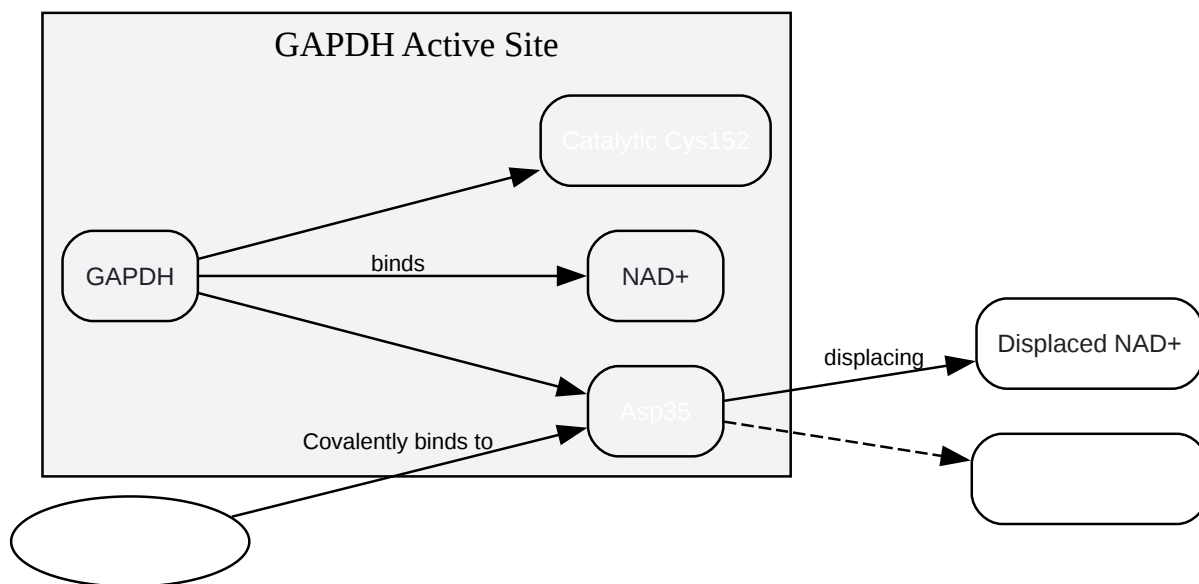 GAPDH Active Site
Catalytic Cys152
GAPDH
binds
NAD+
Displaced NAD+
displacing
Asp35
Covalently binds to